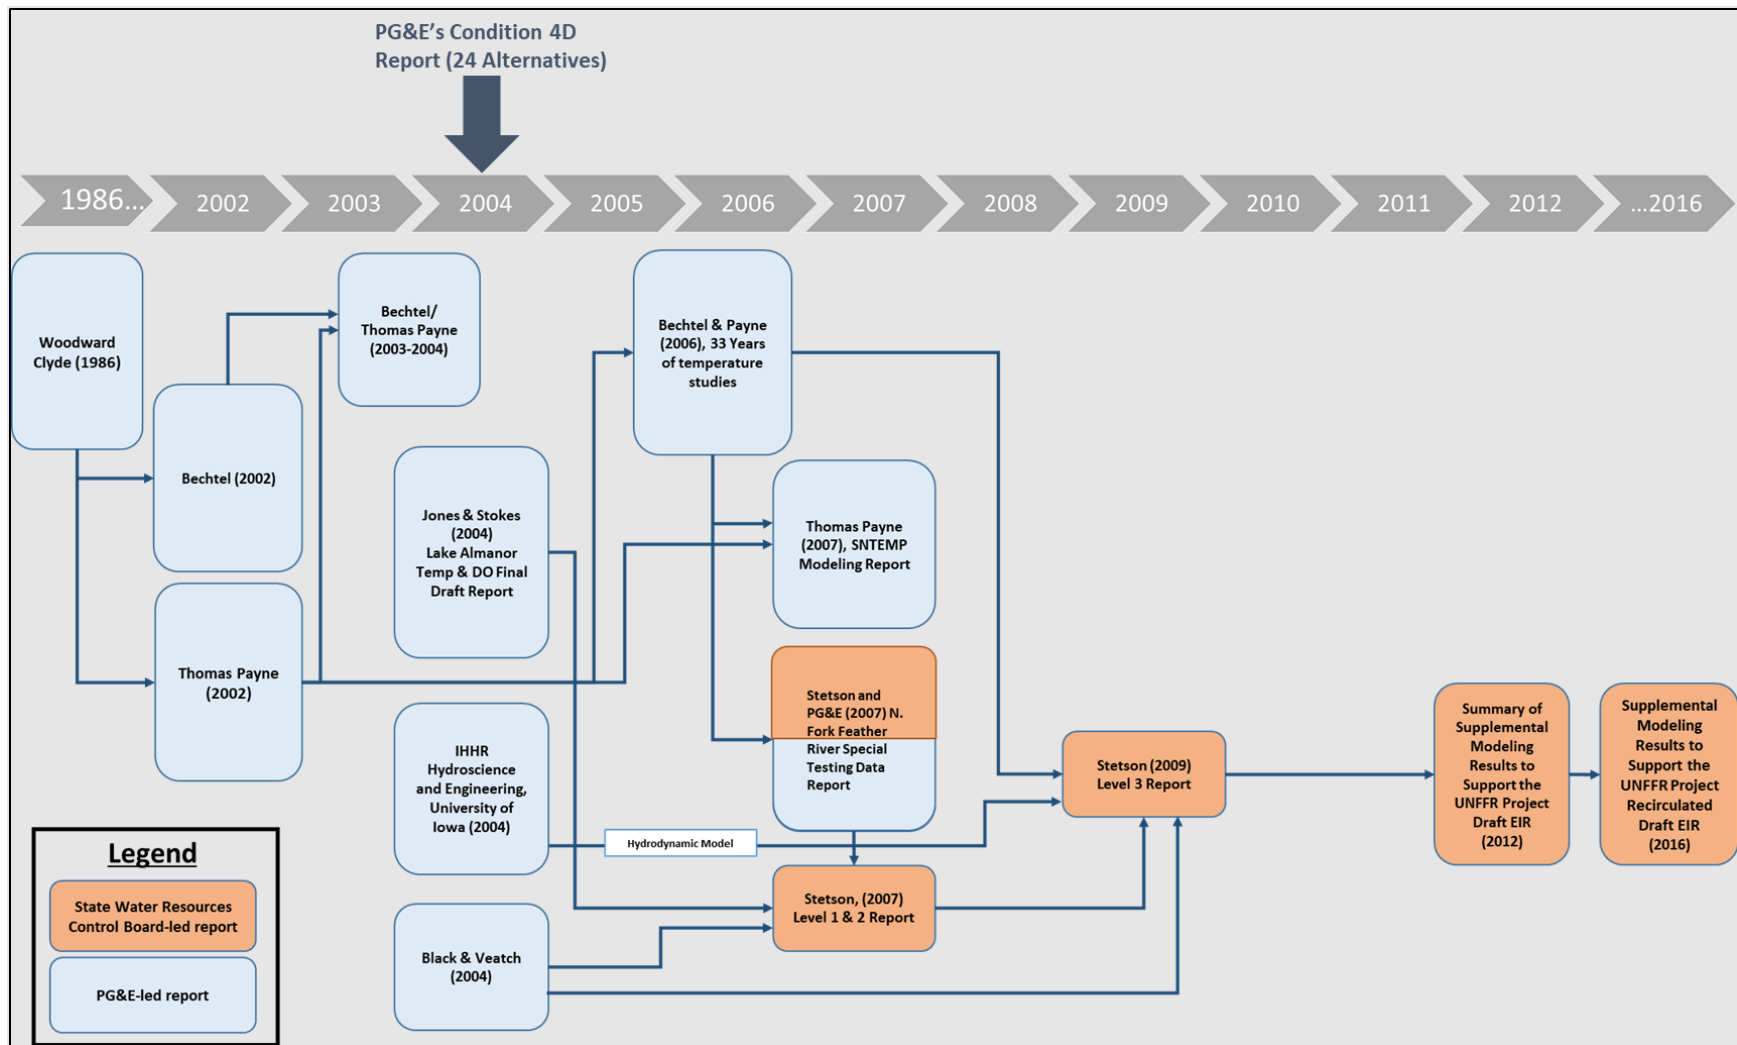 PG&E's Condition 4D
Report (24 Alternatives)
1986...
2002
2003
2004
2005
2006
2007
2008
2009
2010
2011
2012
...2016
Woodward
Clyde (1986)
Bechtel (2002)
Thomas Payne
(2002)
Bechtel/
Thomas Payne
(2003-2004)
Jones & Stokes
(2004)
Lake Almanor
Temp & DO Final
Draft Report
IHHR
Hydroscience
and Engineering,
University of
Iowa (2004)
Black & Veatch
(2004)
Hydrodynamic Model
Bechtel & Payne
(2006), 33 Years
of temperature
studies
Thomas Payne
(2007), SNTEMP
Modeling Report
Stetson and
PG&E (2007) N.
Fork Feather
River Special
Testing Data
Report
Stetson, (2007)
Level 1 & 2 Report
Stetson (2009)
Level 3 Report
Summary of
Supplemental
Modeling
Results to
Support the
UNFFR Project
Draft EIR
(2012)
Supplemental
Modeling
Results to
Support the
UNFFR Project
Recirculated
Draft EIR
(2016)
Legend
State Water Resources
Control Board-led report
PG&E-led report